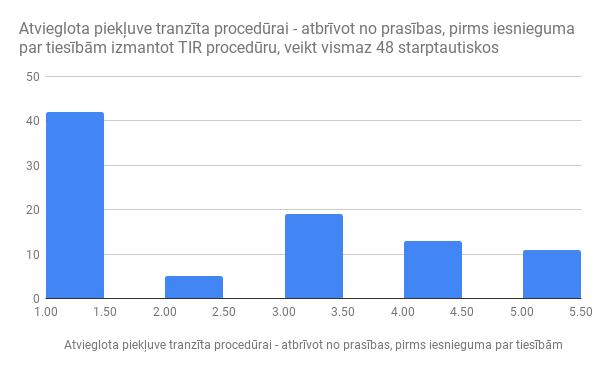 Atvieglota piekļuve tranzīta procedūrai - atbrīvot no prasības, pirms iesnieguma
par tiesībām izmantot TIR procedūru, veikt vismaz 48 starptautiskos
50
40
30
20
10
0
1.00 1.50 2.00 2.50 3.00 3.50 4.00 4.50 5.00 5.50
Atvieglota piekļuve tranzīta procedūrai - atbrīvot no prasības, pirms iesnieguma par tiesībām